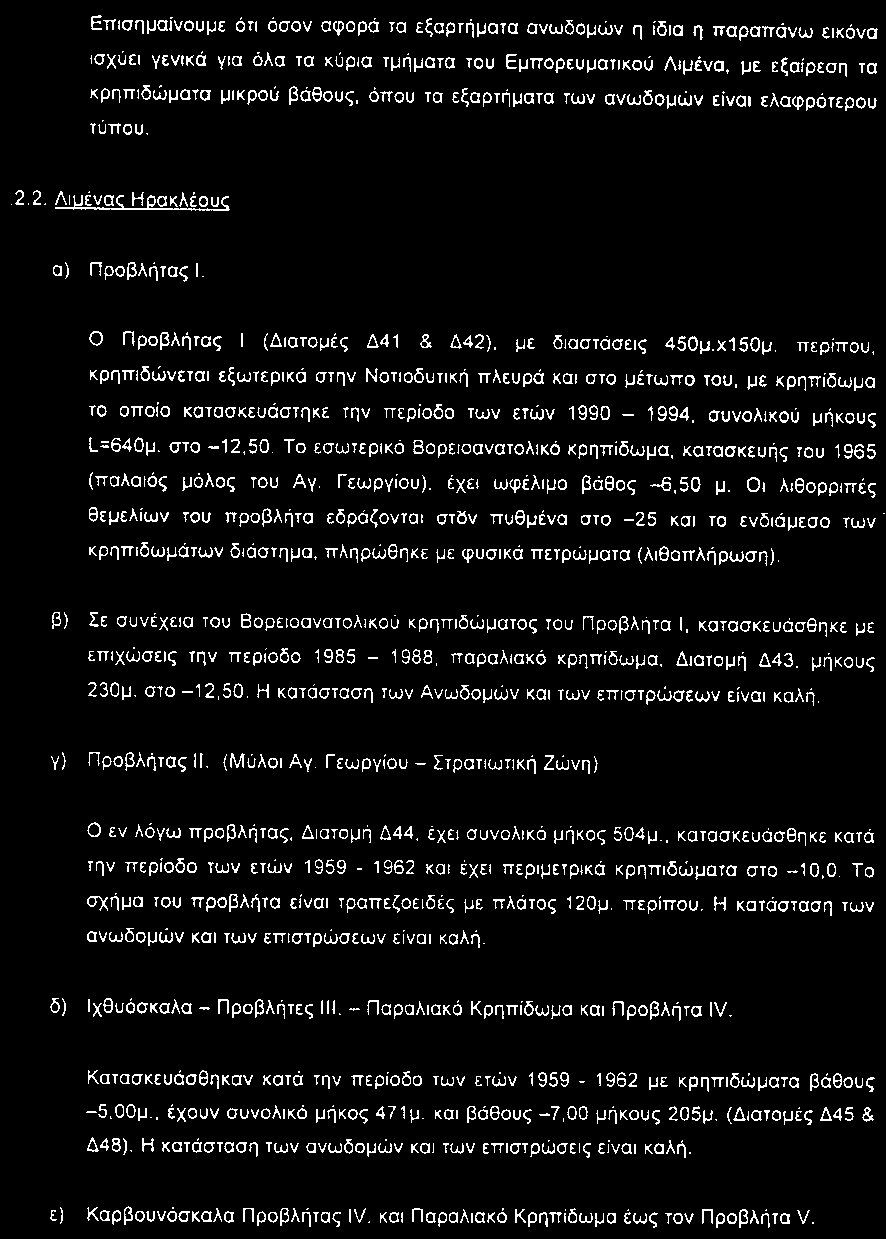 Επισημαίνουμε ότι όσον αφορά τα εξαρτήματα ανωδομών η ίδια η παραπάνω εικόνα
ισχύει γενικά για όλα τα κύρια τμήματα του Εμπορευματικού Λιμένα, με εξαίρεση τα
κρηπιδώματα μικρού βάθους, όπου τα εξαρτήματα των ανωδομών είναι ελαφρότερου
τύπου.
.2.2. Λιμένας Ηρακλέους
α) Προβλήτας Ι.
Ο Προβλήτας Ι (Διατομές Δ41 & Δ42), με διαστάσεις 450μ.x150μ. περίπου,
κρηπιδώνεται εξωτερικά στην Νοτιοδυτική πλευρά και στο μέτωπο του, με κρηπίδωμα
το οποίο κατασκευάστηκε την περίοδο των ετών 1990 – 1994, συνολικού μήκους
L=640μ. στο –12,50. Το εσωτερικό Βορειοανατολικό κρηπίδωμα, κατασκευής του 1965
(παλαιός μόλος του Αγ. Γεωργίου), έχει ωφέλιμο βάθος –6,50 μ. Οι λιθορριπές
θεμελίων του προβλήτα εδράζονται στον πυθμένα στο –25 και το ενδιάμεσο των
κρηπιδωμάτων διάστημα, πληρώθηκε με φυσικά πετρώματα (λιθοπλήρωση).
β) Σε συνέχεια του Βορειοανατολικού κρηπιδώματος του Προβλήτα Ι, κατασκευάσθηκε με
επιχώσεις την περίοδο 1985 – 1988, παραλιακό κρηπίδωμα, Διατομή Δ43, μήκους
230μ. στο –12,50. Η κατάσταση των Ανωδομών και των επιστρώσεων είναι καλή.
γ) Προβλήτας ΙΙ. (Μύλοι Αγ. Γεωργίου – Στρατιωτική Ζώνη)
Ο εν λόγω προβλήτας, Διατομή Δ44, έχει συνολικό μήκος 504μ., κατασκευάσθηκε κατά
την περίοδο των ετών 1959 - 1962 και έχει περιμετρικά κρηπιδώματα στο –10,0. Το
σχήμα του προβλήτα είναι τραπεζοειδές με πλάτος 120μ. περίπου. Η κατάσταση των
ανωδομών και των επιστρώσεων είναι καλή.
δ) Ιχθυόσκαλα – Προβλήτες ΙΙΙ. – Παραλιακό Κρηπίδωμα και Προβλήτα IV.
Κατασκευάσθηκαν κατά την περίοδο των ετών 1959 - 1962 με κρηπιδώματα βάθους
–5,00μ., έχουν συνολικό μήκος 471μ. και βάθους –7,00 μήκους 205μ. (Διατομές Δ45 &
Δ48). Η κατάσταση των ανωδομών και των επιστρώσεις είναι καλή.
ε) Καρβουνόσκαλα Προβλήτας IV. και Παραλιακό Κρηπίδωμα έως τον Προβλήτα V.